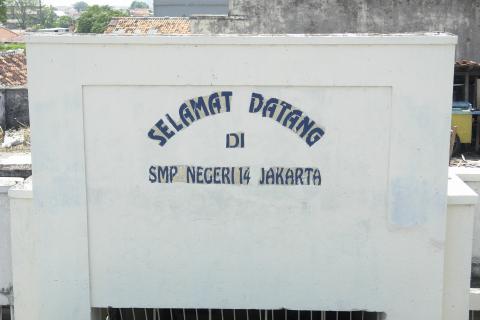 SELAMAT DATANG
DI
SMP NEGERI 14 JAKARTA